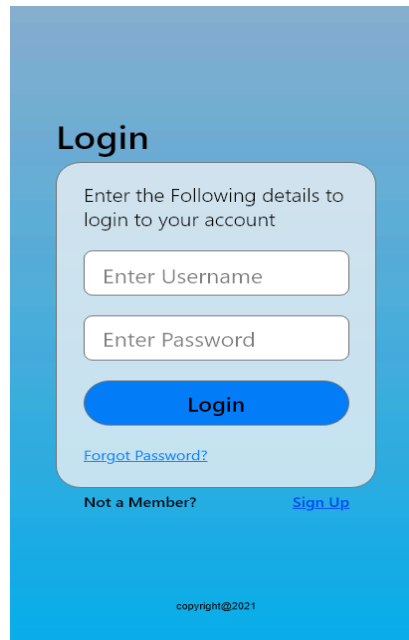 Login
Enter the Following details to
login to your account
Enter Username
Enter Password
Login
Forgot Password?
Not a Member? Sign Up
copyright@2021